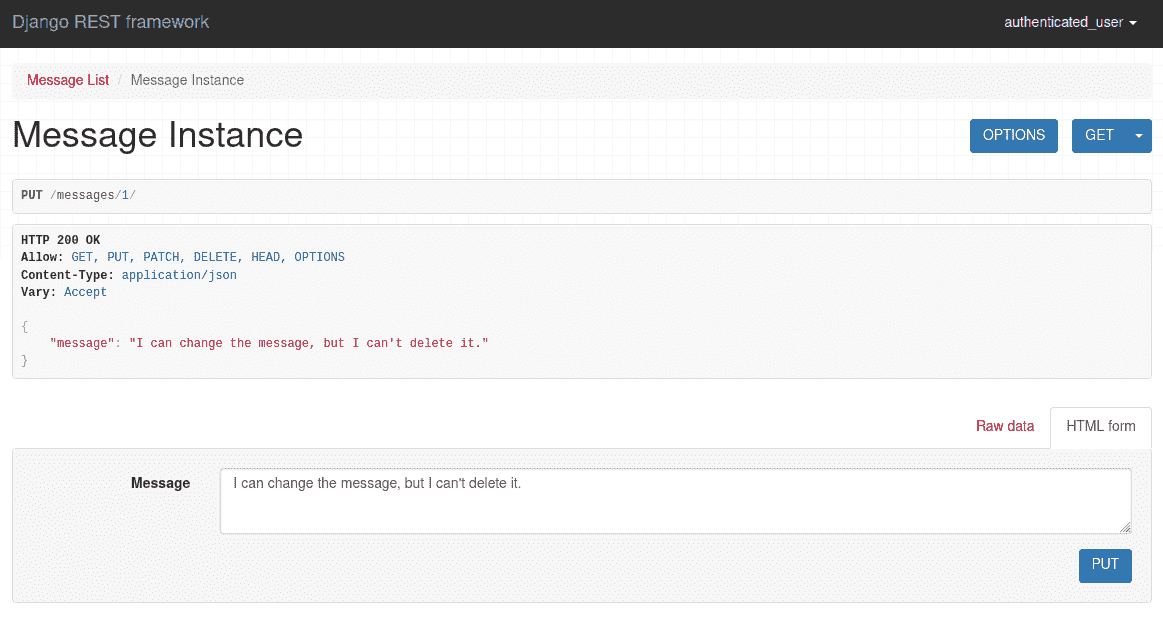 Django REST framework
authenticated_user
Message List / Message Instance
Message Instance
OPTIONS
GET
PUT /messages/1/
HTTP 200 OK
Allow: GET, PUT, PATCH, DELETE, HEAD, OPTIONS
Content-Type: application/json
Vary: Accept
{
    "message": "I can change the message, but I can't delete it."
}
Raw data
HTML form
Message
I can change the message, but I can't delete it.
PUT